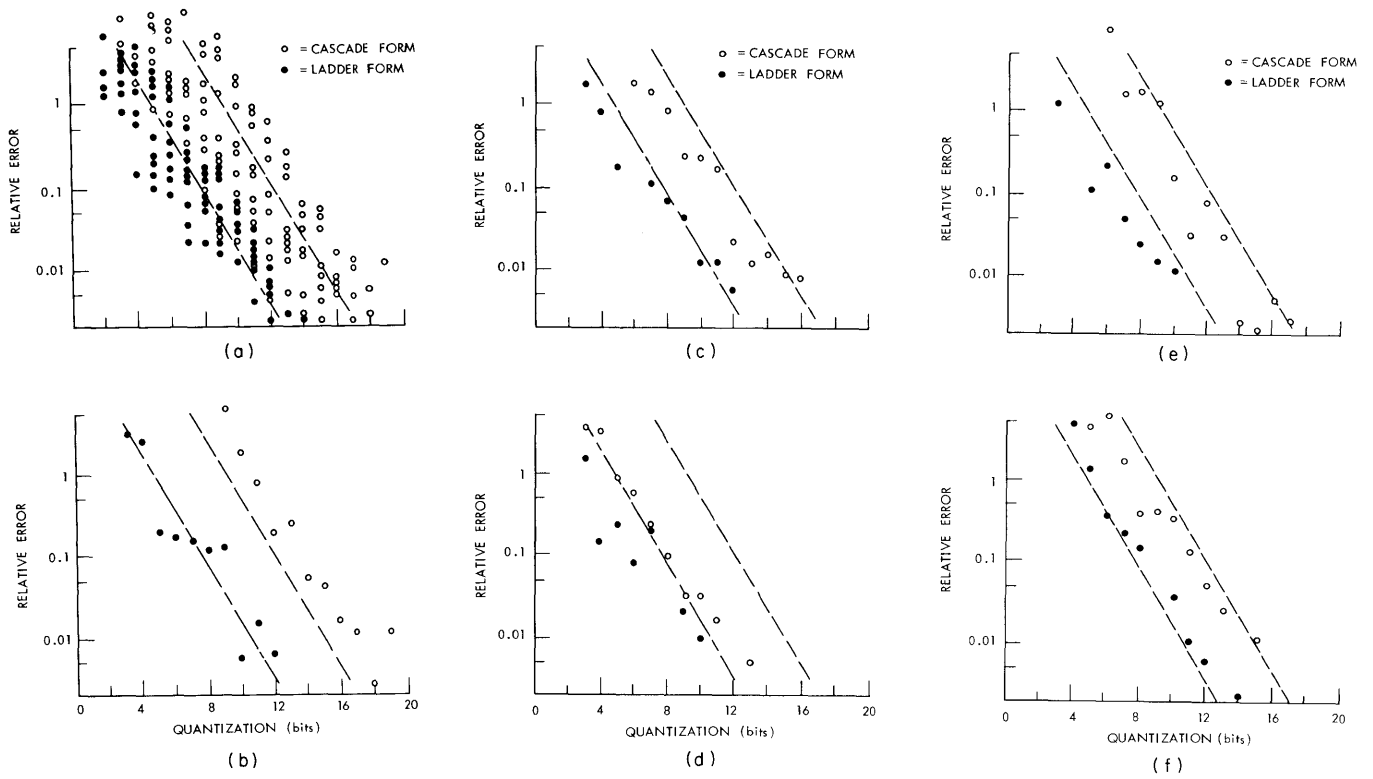 ○ = CASCADE FORM
● = LADDER FORM
RELATIVE ERROR
1
0.1
0.01
(a)
○ = CASCADE FORM
● = LADDER FORM
RELATIVE ERROR
1
0.1
0.01
(c)
○ = CASCADE FORM
● = LADDER FORM
RELATIVE ERROR
1
0.1
0.01
(e)
RELATIVE ERROR
1
0.1
0.01
0 4 8 12 16 20
QUANTIZATION (bits)
(b)
RELATIVE ERROR
1
0.1
0.01
0 4 8 12 16 20
QUANTIZATION (bits)
(d)
RELATIVE ERROR
1
0.1
0.01
0 4 8 12 16 20
QUANTIZATION (bits)
(f)